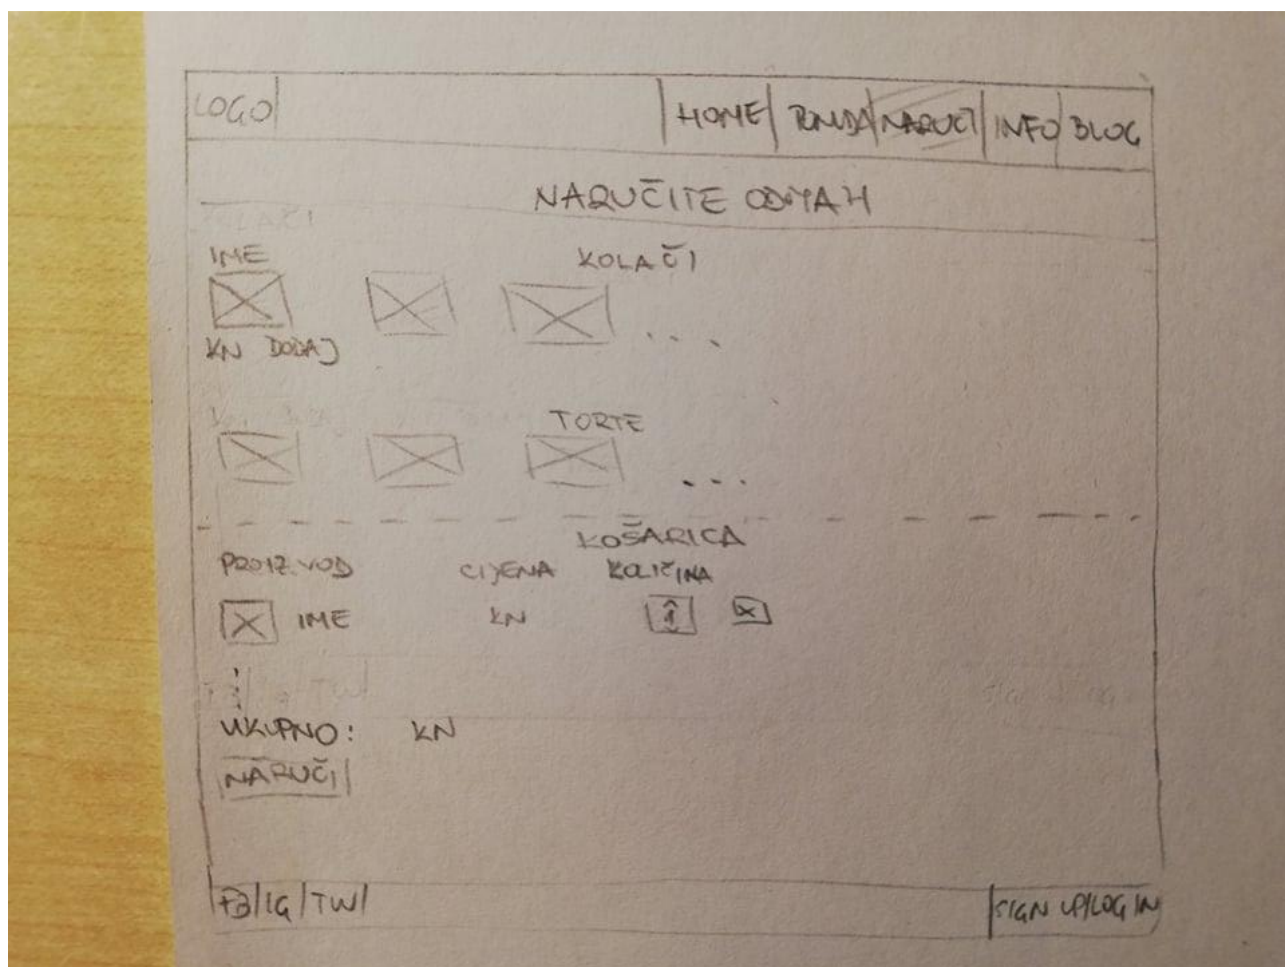 LOGO HOME PONUDA NARUČI INFO BLOG
NARUČITE ODMAH
IME KOLAČI
KN DODAJ
...
TORTE
...
KOŠARICA
PROIZVOD CIJENA KOLIČINA
IME KN 1
UKUPNO: KN
NARUČI
FB/IG/TW SIGN UP/LOG IN